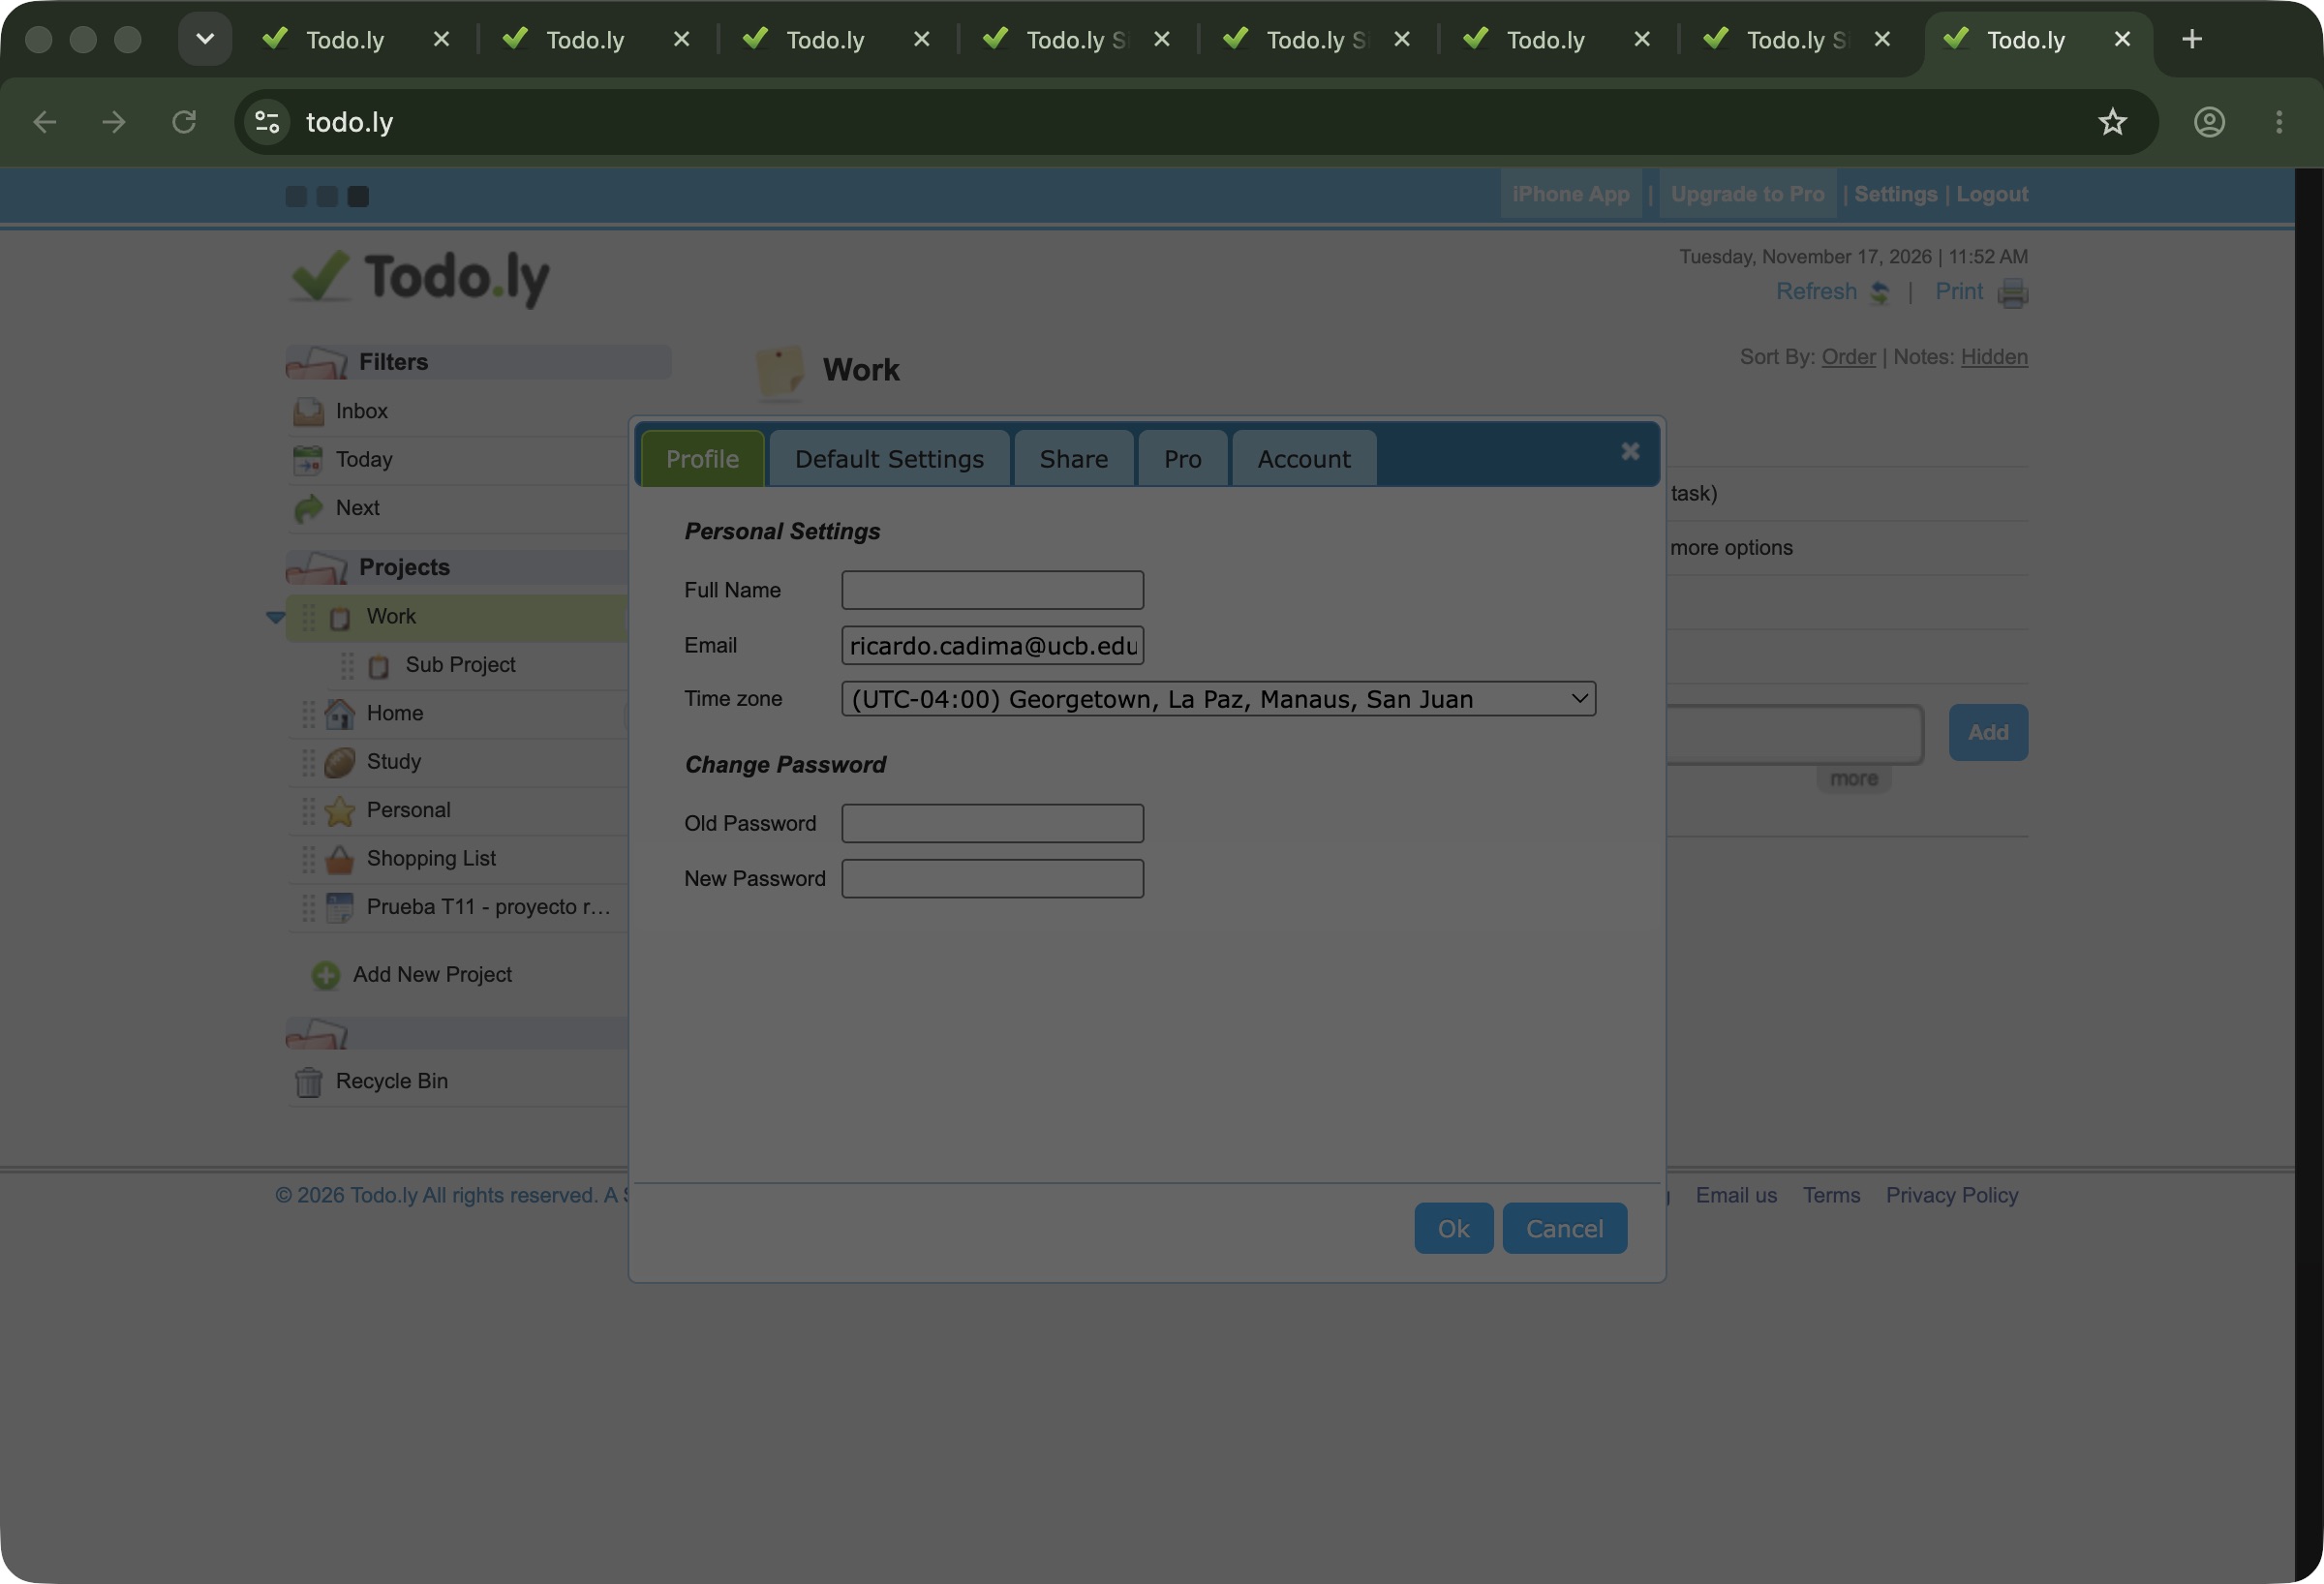 Todo.ly
Todo.ly
Todo.ly
Todo.ly
Todo.ly
Todo.ly
Todo.ly
Todo.ly
todo.ly
iPhone App | Upgrade to Pro | Settings | Logout
Todo.ly
Tuesday, November 17, 2026 | 11:52 AM
Refresh | Print
Filters
Work
Sort By: Order | Notes: Hidden
Inbox
Today
Next
Projects
Work
Sub Project
Home
Study
Personal
Shopping List
Prueba T11 - proyecto r...
Add New Project
Recycle Bin
Profile
Default Settings
Share
Pro
Account
Personal Settings
Full Name
Email
ricardo.cadima@ucb.edu
Time zone
(UTC-04:00) Georgetown, La Paz, Manaus, San Juan
Change Password
Old Password
New Password
Ok
Cancel
task)
more options
Add
more
© 2026 Todo.ly All rights reserved. A
Email us
Terms
Privacy Policy